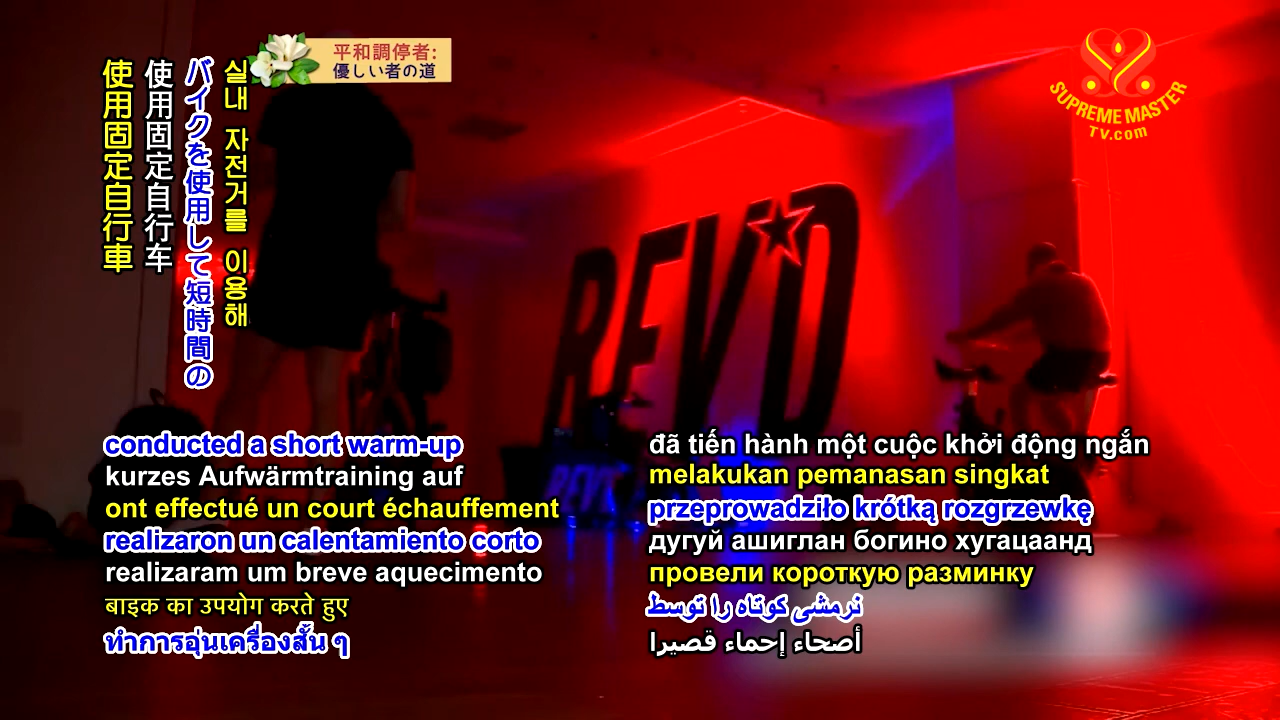 平和調停者:
優しい者の道
SUPREME MASTER
TV.com
使用固定自行車
使用固定自行车
バイクを使用して短時間の
실내 자전거를 이용해
REV'D
conducted a short warm-up
kurzes Aufwärmtraining auf
ont effectué un court échauffement
realizaron un calentamiento corto
realizaram um breve aquecimento
बाइक का उपयोग करते हुए
ทำการอุ่นเครื่องสั้น ๆ
đã tiến hành một cuộc khởi động ngắn
melakukan pemanasan singkat
przeprowadziło krótką rozgrzewkę
дугуй ашиглан богино хугацаанд
провели короткую разминку
نرمشی کوتاه را توسط
أصحاء إحماء قصيرا